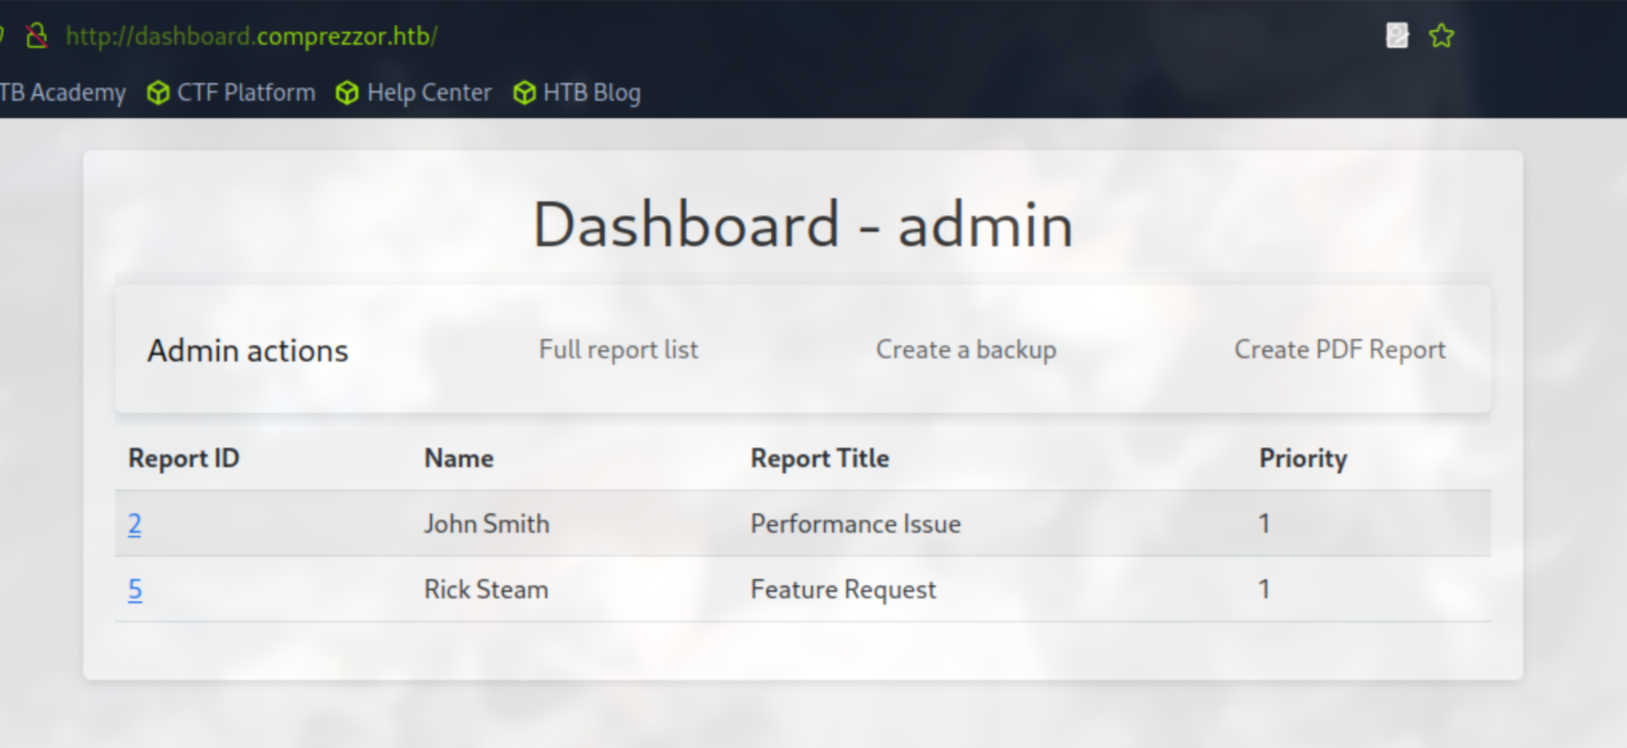 http://dashboard.comprezzor.htb/
TB Academy CTF Platform Help Center HTB Blog
Dashboard - admin
Admin actions Full report list Create a backup Create PDF Report
Report ID Name Report Title Priority
2 John Smith Performance Issue 1
5 Rick Steam Feature Request 1